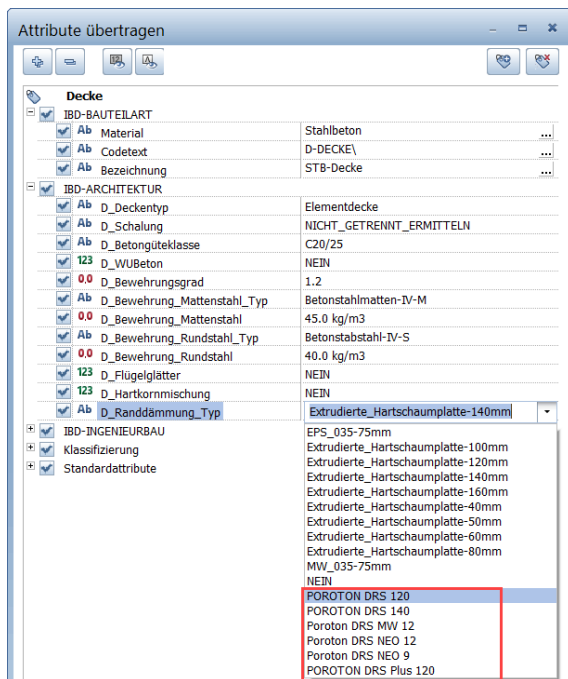 Attribute übertragen
Decke
IBD-BAUTEILART
Ab Material Stahlbeton ...
Ab Codetext D-DECKE\ ...
Ab Bezeichnung STB-Decke ...
IBD-ARCHITEKTUR
Ab D_Deckentyp Elementdecke
Ab D_Schalung NICHT_GETRENNT_ERMITTELN
Ab D_Betongüteklasse C20/25
123 D_WUBeton NEIN
0,0 D_Bewehrungsgrad 1.2
Ab D_Bewehrung_Mattenstahl_Typ Betonstahlmatten-IV-M
0,0 D_Bewehrung_Mattenstahl 45.0 kg/m3
Ab D_Bewehrung_Rundstahl_Typ Betonstabstahl-IV-S
0,0 D_Bewehrung_Rundstahl 40.0 kg/m3
123 D_Flügelglätter NEIN
123 D_Hartkornmischung NEIN
Ab D_Randdämmung_Typ Extrudierte_Hartschaumplatte-140mm
IBD-INGENIEURBAU
Klassifizierung
Standardattribute
EPS_035-75mm
Extrudierte_Hartschaumplatte-100mm
Extrudierte_Hartschaumplatte-120mm
Extrudierte_Hartschaumplatte-140mm
Extrudierte_Hartschaumplatte-160mm
Extrudierte_Hartschaumplatte-40mm
Extrudierte_Hartschaumplatte-50mm
Extrudierte_Hartschaumplatte-60mm
Extrudierte_Hartschaumplatte-80mm
MW_035-75mm
NEIN
POROTON DRS 120
POROTON DRS 140
Poroton DRS MW 12
Poroton DRS NEO 12
Poroton DRS NEO 9
POROTON DRS Plus 120